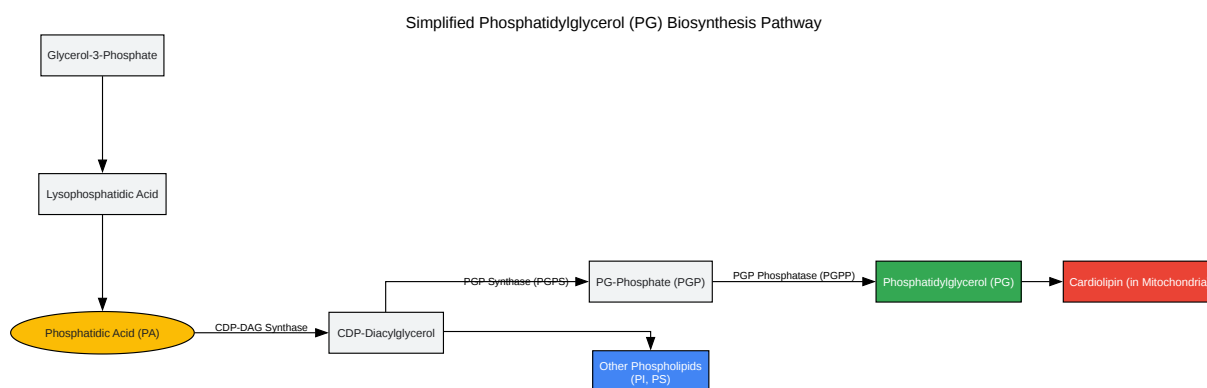 Simplified Phosphatidylglycerol (PG) Biosynthesis Pathway
Glycerol-3-Phosphate
Lysophosphatidic Acid
Phosphatidic Acid (PA)
CDP-DAG Synthase
CDP-Diacylglycerol
PGP Synthase (PGPS)
PG-Phosphate (PGP)
PGP Phosphatase (PGPP)
Phosphatidylglycerol (PG)
Cardiolipin (in Mitochondria
Other Phospholipids
(PI, PS)